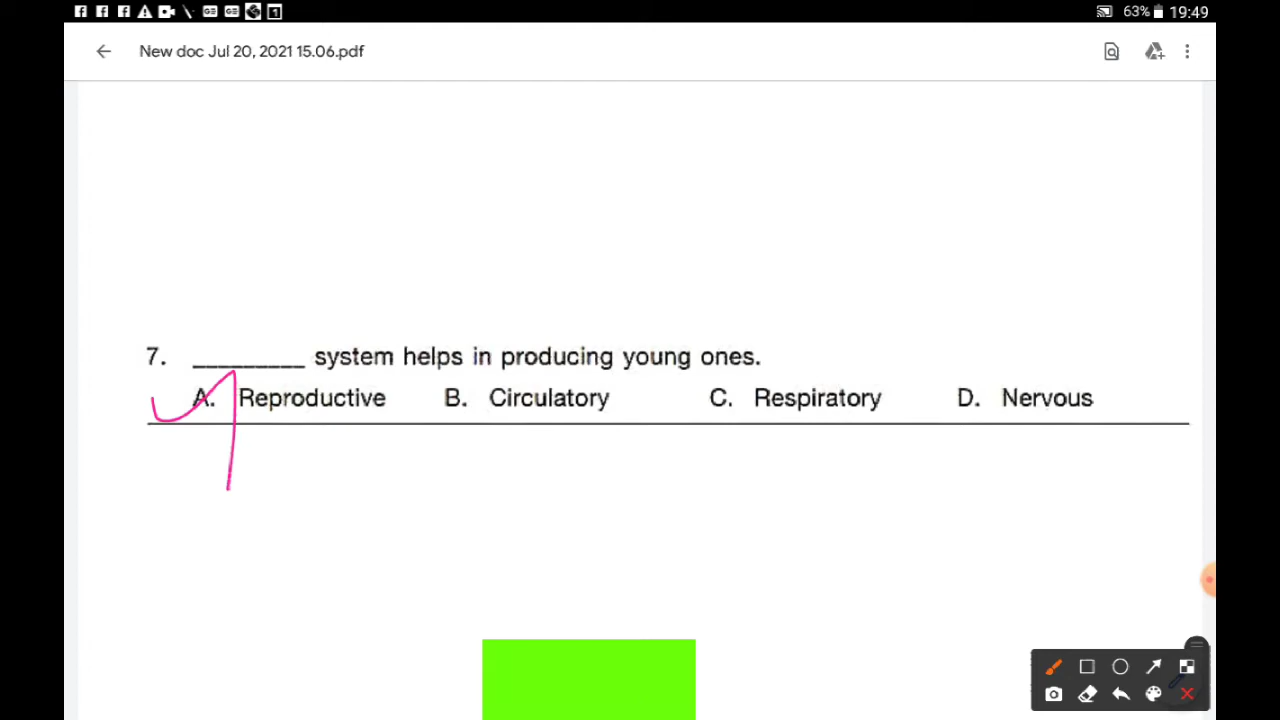 63% 19:49
New doc Jul 20, 2021 15.06.pdf
7. _________ system helps in producing young ones.
A. Reproductive B. Circulatory C. Respiratory D. Nervous